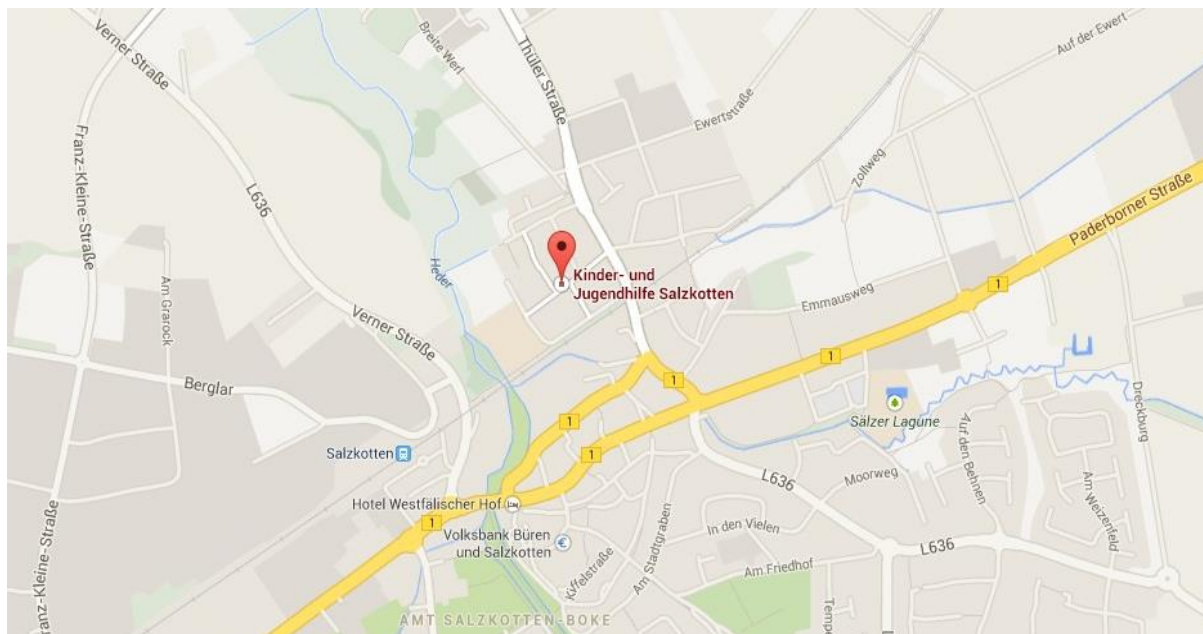 Verner Straße
Breite Werl
Thüler Straße
Auf der Ewert
Ewertstraße
Franz-Kleine-Straße
L636
Zollweg
Paderborner Straße
Heder
Kinder- und
Jugendhilfe Salzkotten
Am Grarock
Emmausweg
1
Verner Straße
1
1
Berglar
Dreckburg
Sälzer Lagune
1
Auf den Behnen
Salzkotten
1
L636
Moorweg
Am Weizenfeld
Hotel Westfälischer Hof
1
In den Vielen
Volksbank Büren
und Salzkotten
Am Stadtgraben
L636
Kiffelstraße
Am Friedhof
AMT SALZKOTTEN-BOKE